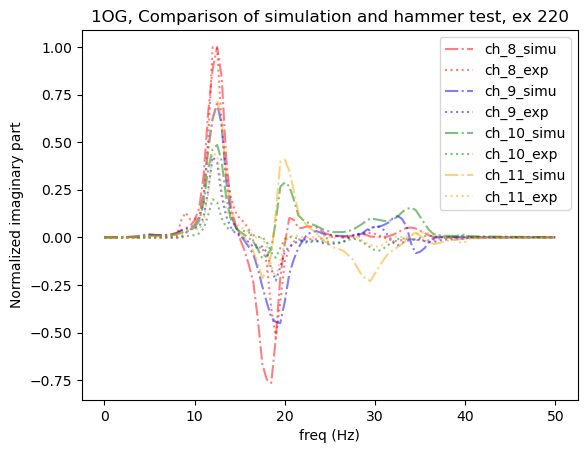 1OG, Comparison of simulation and hammer test, ex 220
Normalized imaginary part
1.00
0.75
0.50
0.25
0.00
−0.25
−0.50
−0.75
ch_8_simu
ch_8_exp
ch_9_simu
ch_9_exp
ch_10_simu
ch_10_exp
ch_11_simu
ch_11_exp
0 10 20 30 40 50
freq (Hz)